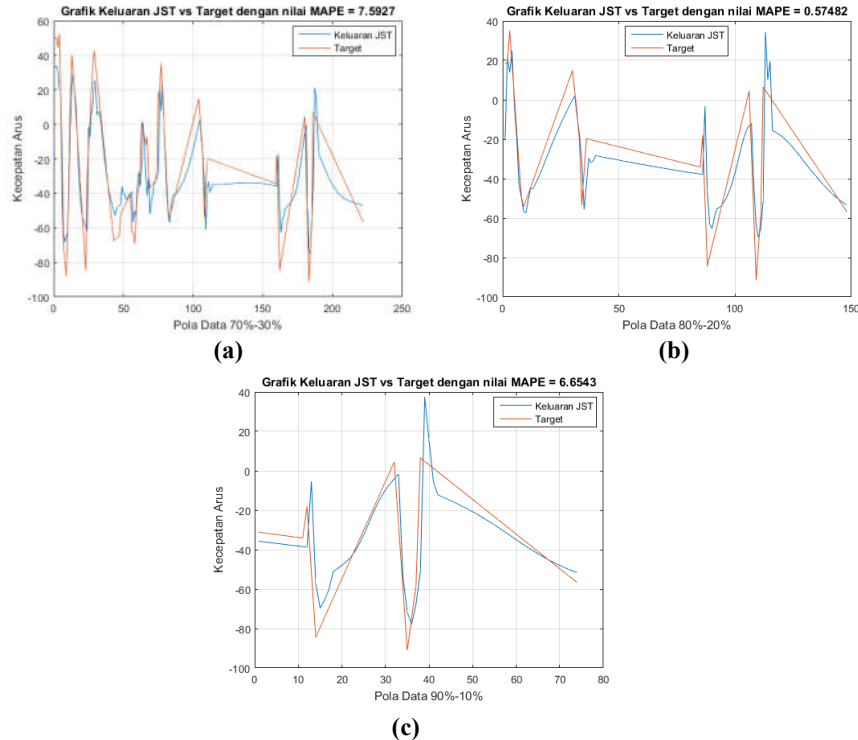 Grafik Keluaran JST vs Target dengan nilai MAPE = 7.5927
60
40
20
0
-20
-40
-60
-80
-100
Kecepatan Arus
Keluaran JST
Target
0
50
100
150
200
250
Pola Data 70%-30%
(a)
Grafik Keluaran JST vs Target dengan nilai MAPE = 0.57482
40
20
0
-20
-40
-60
-80
-100
Kecepatan Arus
Keluaran JST
Target
0
50
100
150
Pola Data 80%-20%
(b)
Grafik Keluaran JST vs Target dengan nilai MAPE = 6.6543
40
20
0
-20
-40
-60
-80
-100
Kecepatan Arus
Keluaran JST
Target
0
10
20
30
40
50
60
70
80
Pola Data 90%-10%
(c)